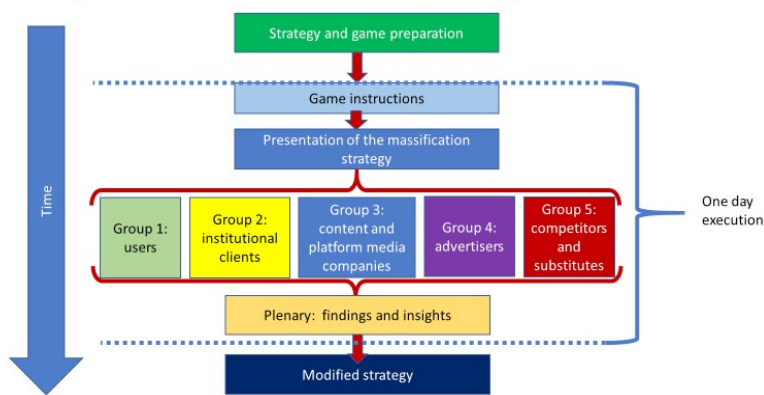 Strategy and game preparation
Game instructions
Presentation of the massification
strategy
Time
Group 1:
users
Group 2:
institutional
clients
Group 3:
content and
platform media
companies
Group 4:
advertisers
Group 5:
competitors
and
substitutes
One day
execution
Plenary: findings and insights
Modified strategy